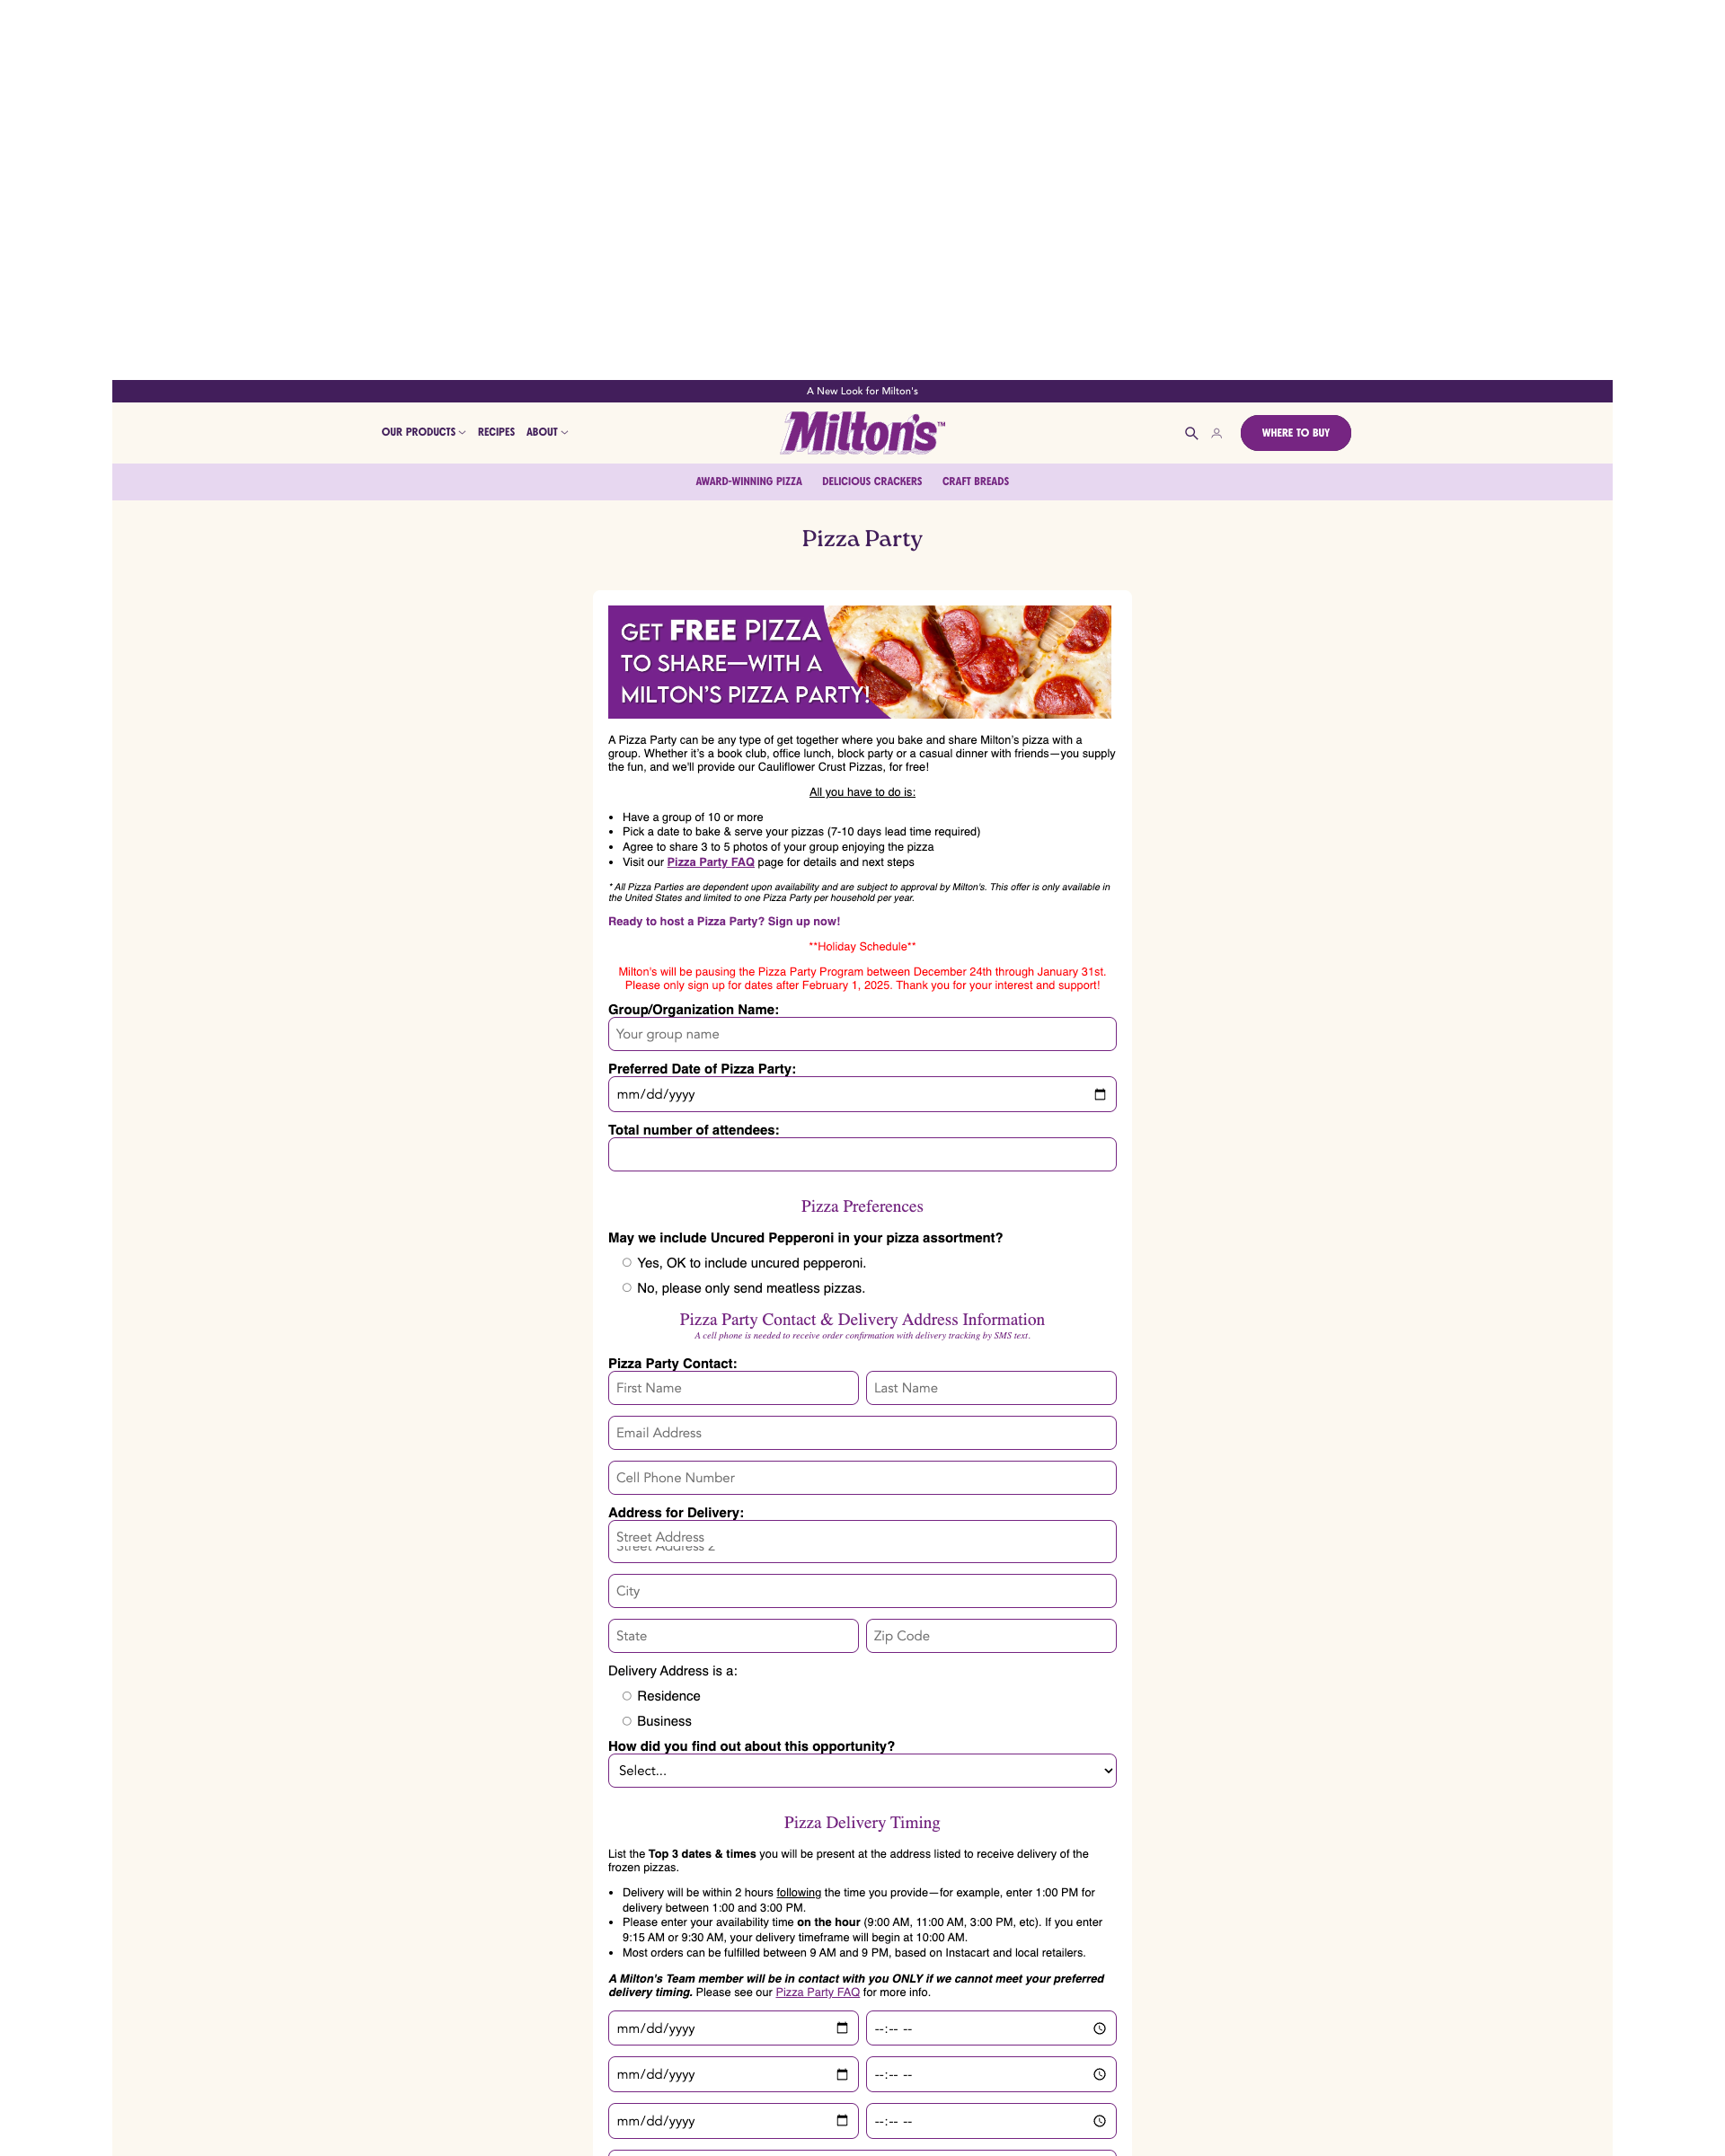 A New Look for Milton's
OUR PRODUCTS RECIPES ABOUT
Milton's™
WHERE TO BUY
AWARD-WINNING PIZZA DELICIOUS CRACKERS CRAFT BREADS
Pizza Party
GET FREE PIZZA
TO SHARE—WITH A
MILTON'S PIZZA PARTY!
A Pizza Party can be any type of get together where you bake and share Milton's pizza with a
group. Whether it's a book club, office lunch, block party or a casual dinner with friends—you supply
the fun, and we'll provide our Cauliflower Crust Pizzas, for free!
All you have to do is:
• Have a group of 10 or more
• Pick a date to bake & serve your pizzas (7-10 days lead time required)
• Agree to share 3 to 5 photos of your group enjoying the pizza
• Visit our Pizza Party FAQ page for details and next steps
* All Pizza Parties are dependent upon availability and are subject to approval by Milton's. This offer is only available in
the United States and limited to one Pizza Party per household per year.
Ready to host a Pizza Party? Sign up now!
**Holiday Schedule**
Milton's will be pausing the Pizza Party Program between December 24th through January 31st.
Please only sign up for dates after February 1, 2025. Thank you for your interest and support!
Group/Organization Name:
Your group name
Preferred Date of Pizza Party:
mm/dd/yyyy
Total number of attendees:
Pizza Preferences
May we include Uncured Pepperoni in your pizza assortment?
Yes, OK to include uncured pepperoni.
No, please only send meatless pizzas.
Pizza Party Contact & Delivery Address Information
A cell phone is needed to receive order confirmation with delivery tracking by SMS text.
Pizza Party Contact:
First Name Last Name
Email Address
Cell Phone Number
Address for Delivery:
Street Address
Street Address 2
City
State Zip Code
Delivery Address is a:
Residence
Business
How did you find out about this opportunity?
Select...
Pizza Delivery Timing
List the Top 3 dates & times you will be present at the address listed to receive delivery of the
frozen pizzas.
• Delivery will be within 2 hours following the time you provide—for example, enter 1:00 PM for
delivery between 1:00 and 3:00 PM.
• Please enter your availability time on the hour (9:00 AM, 11:00 AM, 3:00 PM, etc). If you enter
9:15 AM or 9:30 AM, your delivery timeframe will begin at 10:00 AM.
• Most orders can be fulfilled between 9 AM and 9 PM, based on Instacart and local retailers.
A Milton's Team member will be in contact with you ONLY if we cannot meet your preferred
delivery timing. Please see our Pizza Party FAQ for more info.
mm/dd/yyyy --:-- --
mm/dd/yyyy --:-- --
mm/dd/yyyy --:-- --